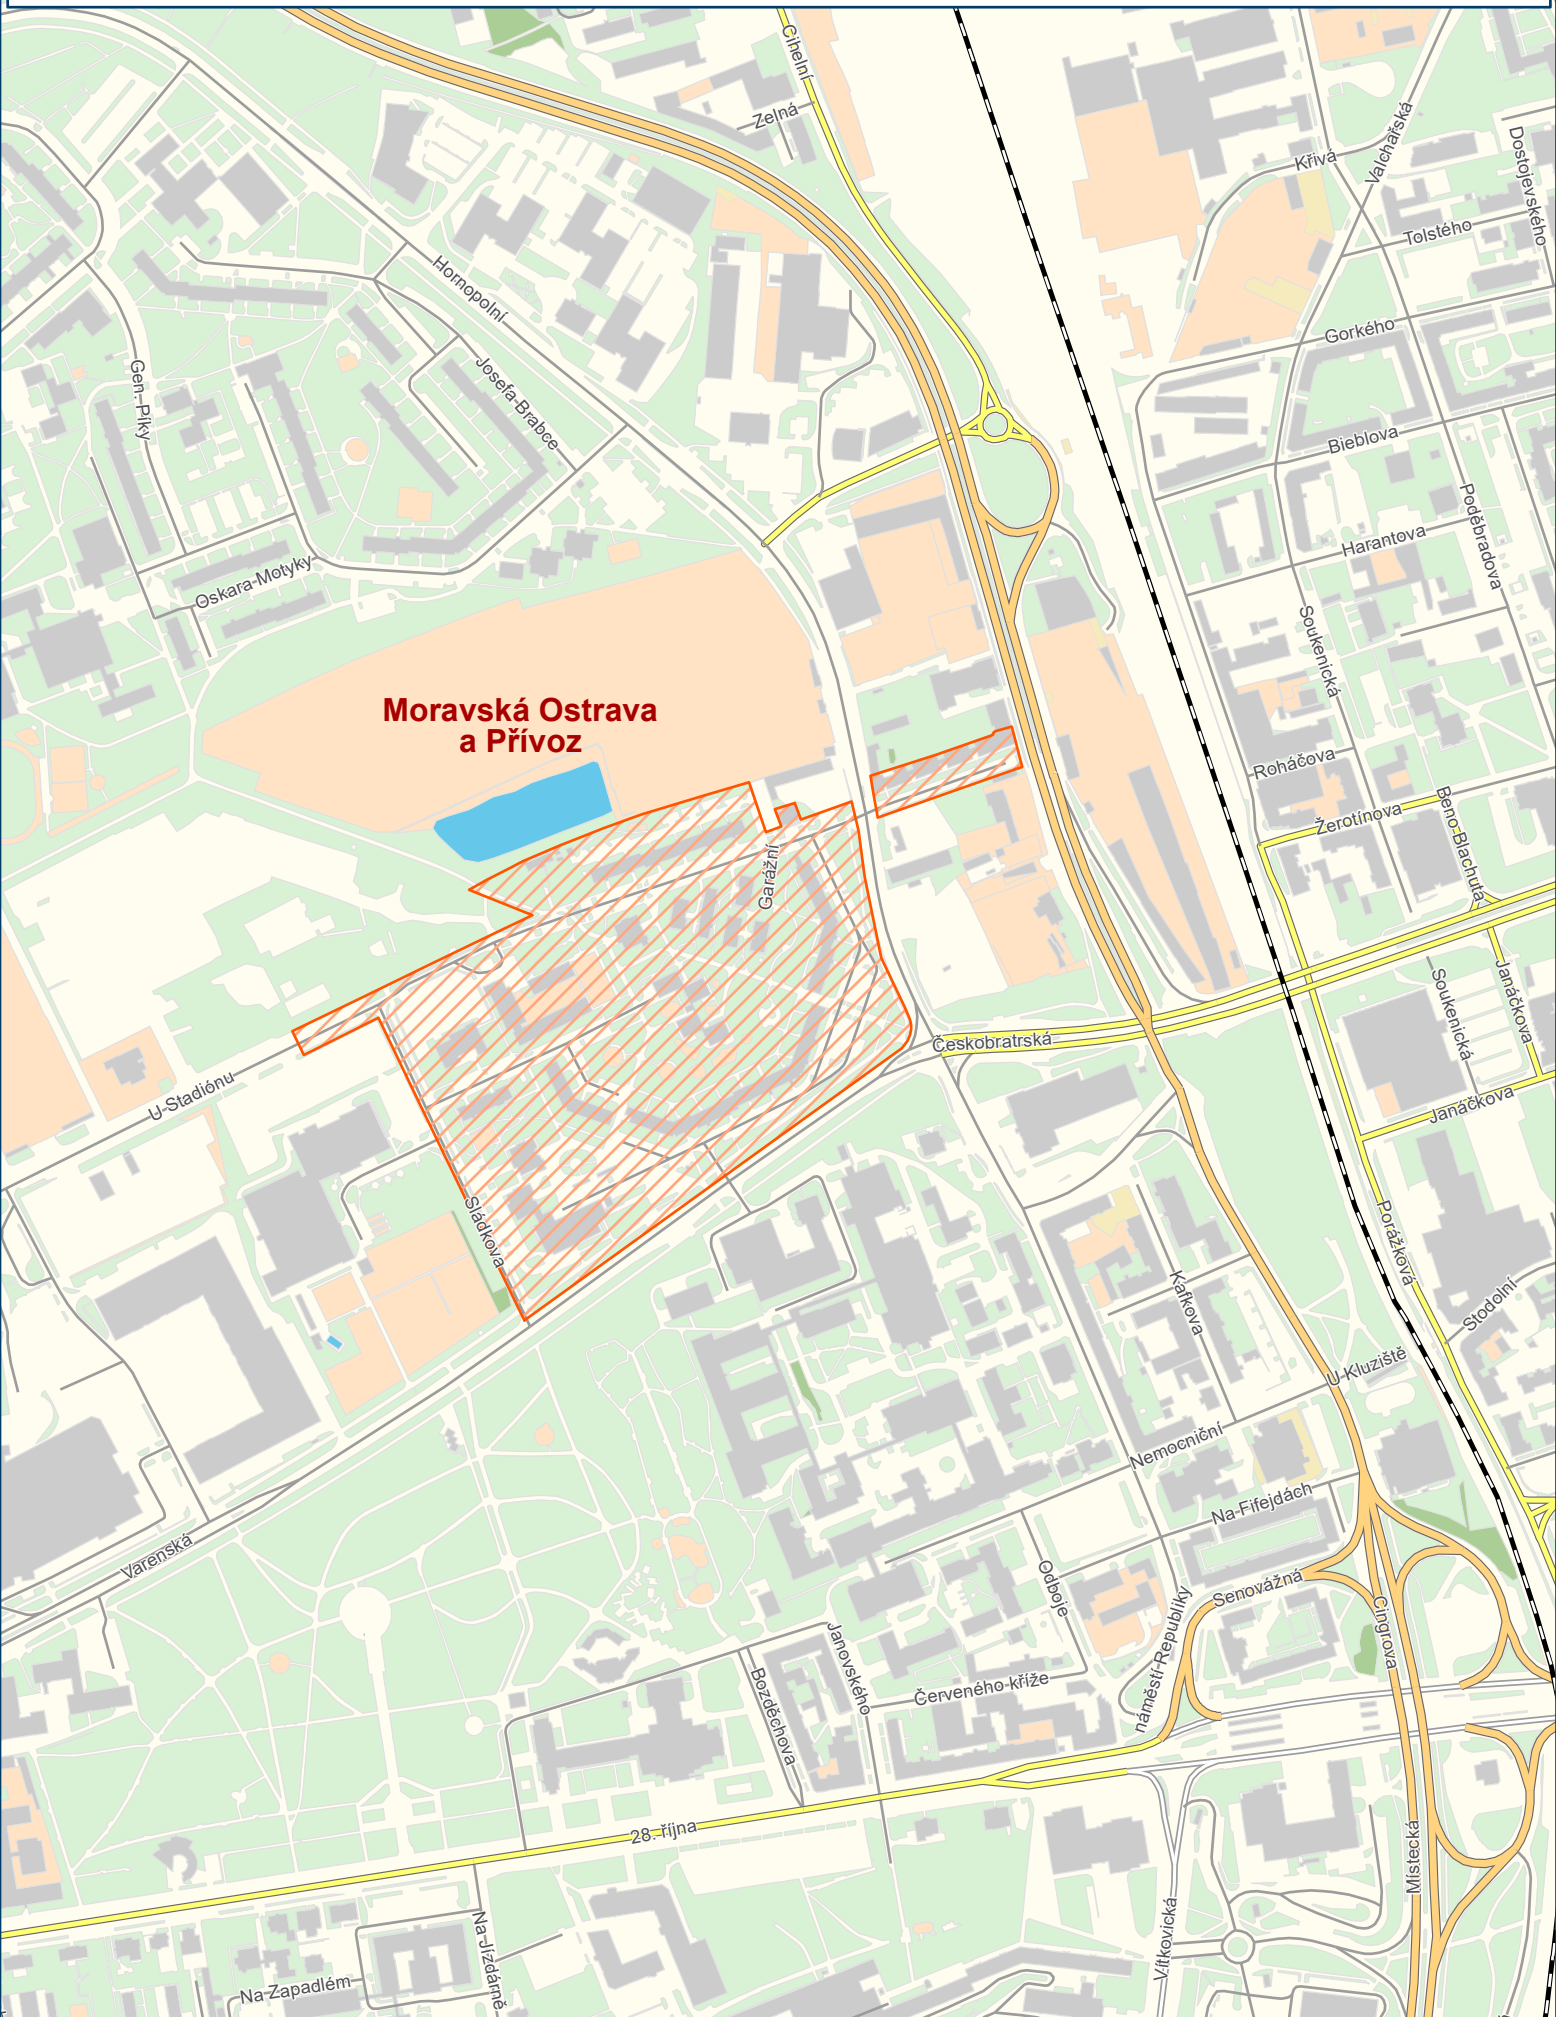 Cihelní
Zelná
Křivá
Valchařská
Dostojevského
Tolstého
Hornopolní
Gorkého
Gen. Píky
Josefa Brabce
Bieblova
Poděbradova
Harantova
Oskara Motyky
Soukenická
Moravská Ostrava
a Přívoz
Roháčova
Žerotínova
Beno Blachuta
Garážní
Soukenická
Janáčkova
Českobratrská
U Stadiónu
Janáčkova
Sládkova
Porážková
Kafkova
Stodolní
U Kluziště
Nemocniční
Na Fifejdách
Varenská
Odboje
Senovážná
náměstí Republiky
Cingrova
Janovského
Červeného kříže
Bozděchova
28. října
Místecká
Vítkovická
Na Jízdárně
Na Zapadlém